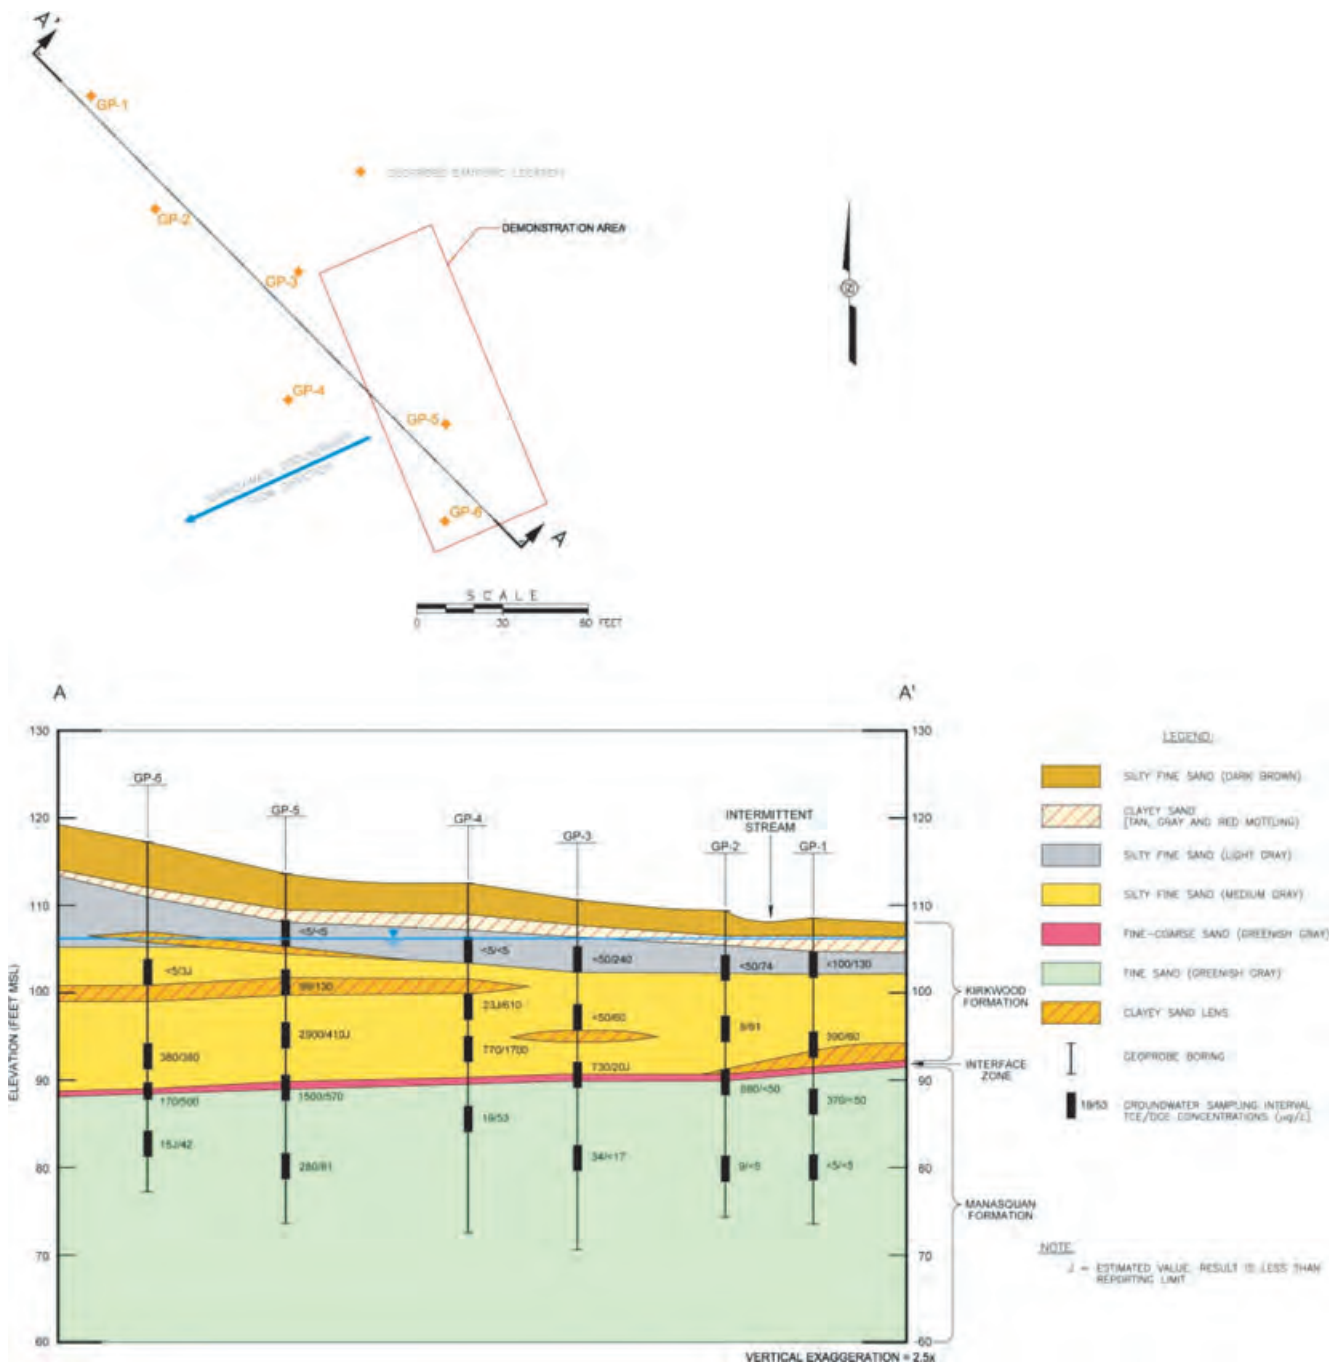 A'
GP-1
GP-2
DEMONSTRATION AREA
GP-3
GP-4
GP-5
GP-6
A
SCALE
0 30 60 FEET
A A'
130 130
LEGEND:
GP-6
SILTY FINE SAND (DARK BROWN)
120 120
GP-5
GP-4
INTERMITTENT
STREAM
CLAYEY SAND
(TAN, GRAY AND RED MOTTLING)
GP-3
GP-2
GP-1
SILTY FINE SAND (LIGHT GRAY)
110 110
SILTY FINE SAND (MEDIUM GRAY)
<5/<5
<5/<5
<50/240
<50/74
<100/130
FINE-COARSE SAND (GREENISH GRAY)
<5/3J
99/130
FINE SAND (GREENISH GRAY)
100 100
KIRKWOOD
FORMATION
23J/610
<50/60
CLAYEY SAND LENS
2900/410J
390/60
770/1700
380/380
GEOPROBE BORING
730/20J
INTERFACE
ZONE
90 90
ELEVATION (FEET MSL)
170/500
1500/570
880/<50
370/<50
19/53
19/53
GROUNDWATER SAMPLING INTERVAL
TCE/DCE CONCENTRATIONS (µg/L)
15J/42
280/81
34/<17
<5/<5
80 80
MANASQUAN
FORMATION
70 70
NOTE:
J = ESTIMATED VALUE. RESULT IS LESS THAN
REPORTING LIMIT
60 60
VERTICAL EXAGGERATION = 2.5x